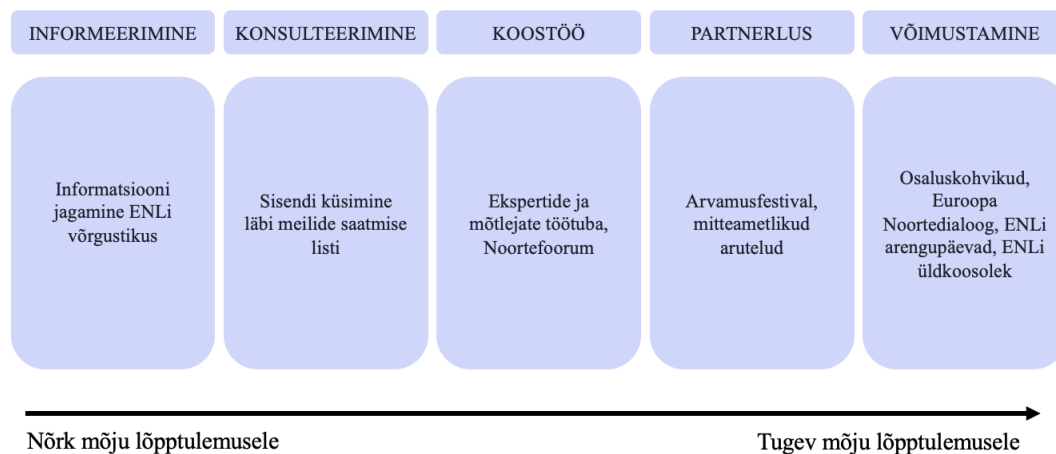 INFORMEERIMINE
KONSULTEERIMINE
KOOSTÖÖ
PARTNERLUS
VÕIMUSTAMINE
Informatsiooni
jagamine ENLi
võrgustikus
Sisendi küsimine
läbi meilide saatmise
listi
Ekspertide ja
mõtlejate töötuba,
Noortefoorum
Arvamusfestival,
mitteametlikud
arutelud
Osaluskohvikud,
Euroopa
Noortedialoog, ENLi
arengupäevad, ENLi
üldkoosolek
Nõrk mõju lõpptulemusele
Tugev mõju lõpptulemusele